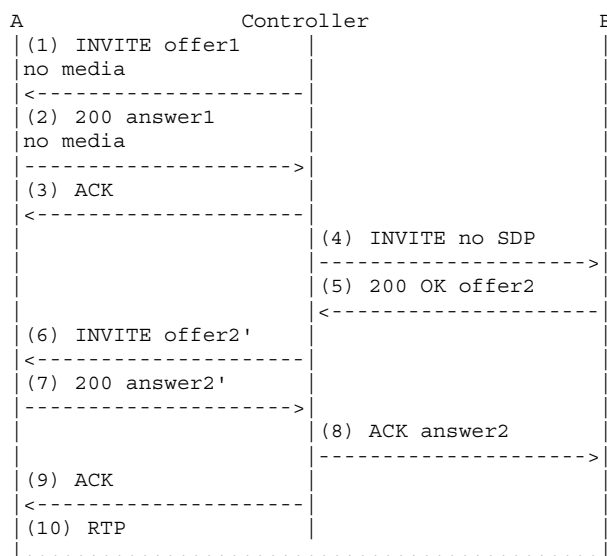 A Controller
(1) INVITE offer1
no media
(2) 200 answer1
no media
(3) ACK
(4) INVITE no SDP
(5) 200 OK offer2
(6) INVITE offer2'
(7) 200 answer2'
(8) ACK answer2
(9) ACK
(10) RTP